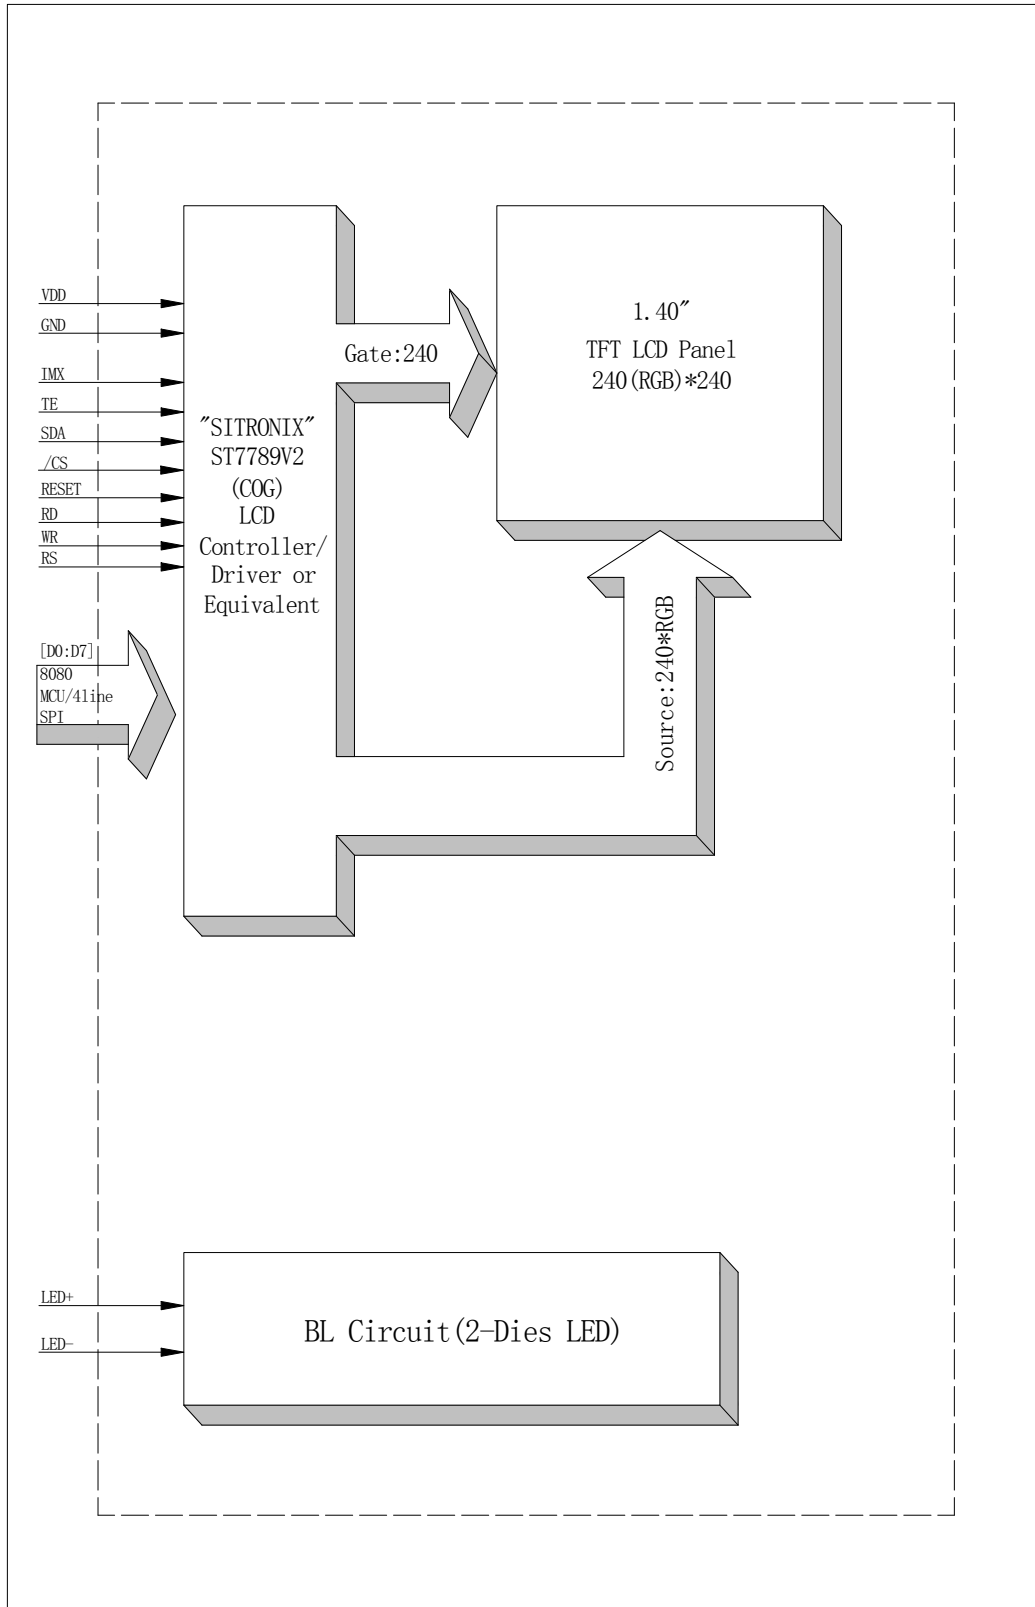 VDD
GND
IMX
TE
SDA
/CS
RESET
RD
WR
RS
[D0:D7]
8080
MCU/4line
SPI
"SITRONIX"
ST7789V2
(COG)
LCD
Controller/
Driver or
Equivalent
Gate:240
1.40"
TFT LCD Panel
240(RGB)*240
Source:240*RGB
LED+
LED-
BL Circuit(2-Dies LED)